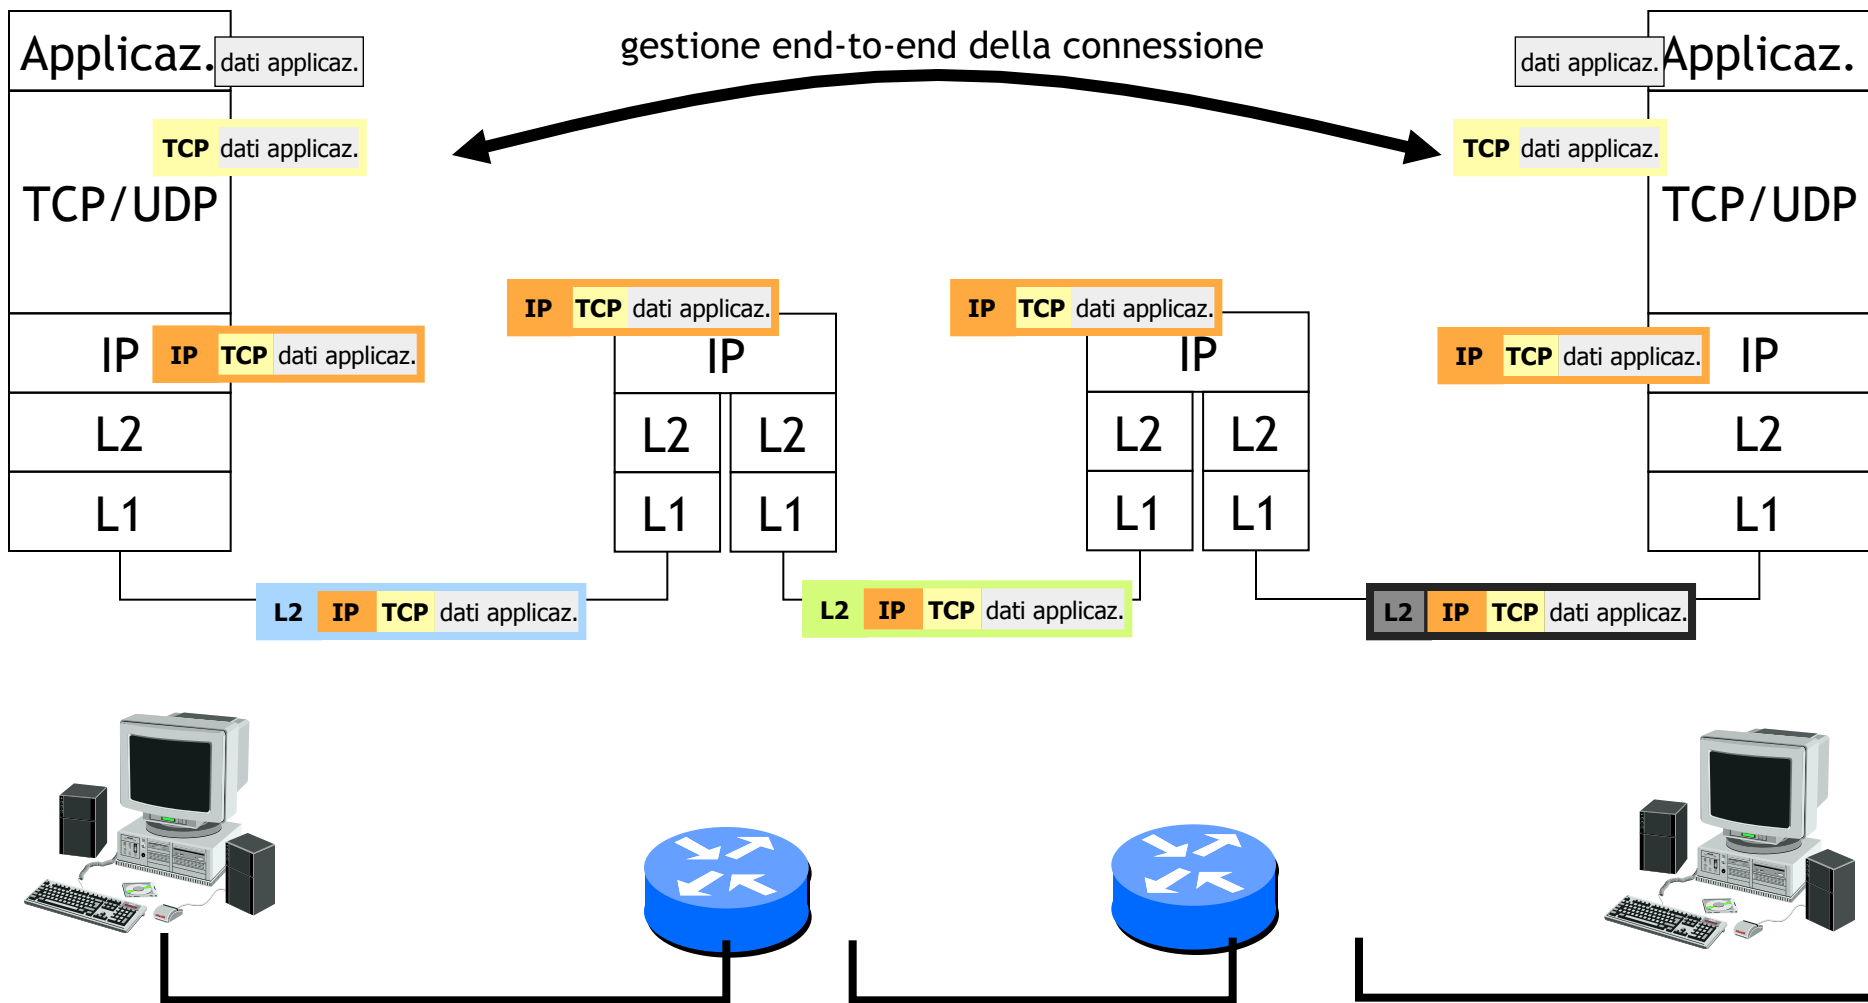 gestione end-to-end della connessione
Applicaz. dati applicaz.
dati applicaz. Applicaz.
TCP dati applicaz.
TCP dati applicaz.
TCP/UDP
TCP/UDP
IP TCP dati applicaz.
IP TCP dati applicaz.
IP IP TCP dati applicaz.
IP
IP
IP TCP dati applicaz. IP
L2
L2 L2
L2 L2
L2
L1
L1 L1
L1 L1
L1
L2 IP TCP dati applicaz.
L2 IP TCP dati applicaz.
L2 IP TCP dati applicaz.